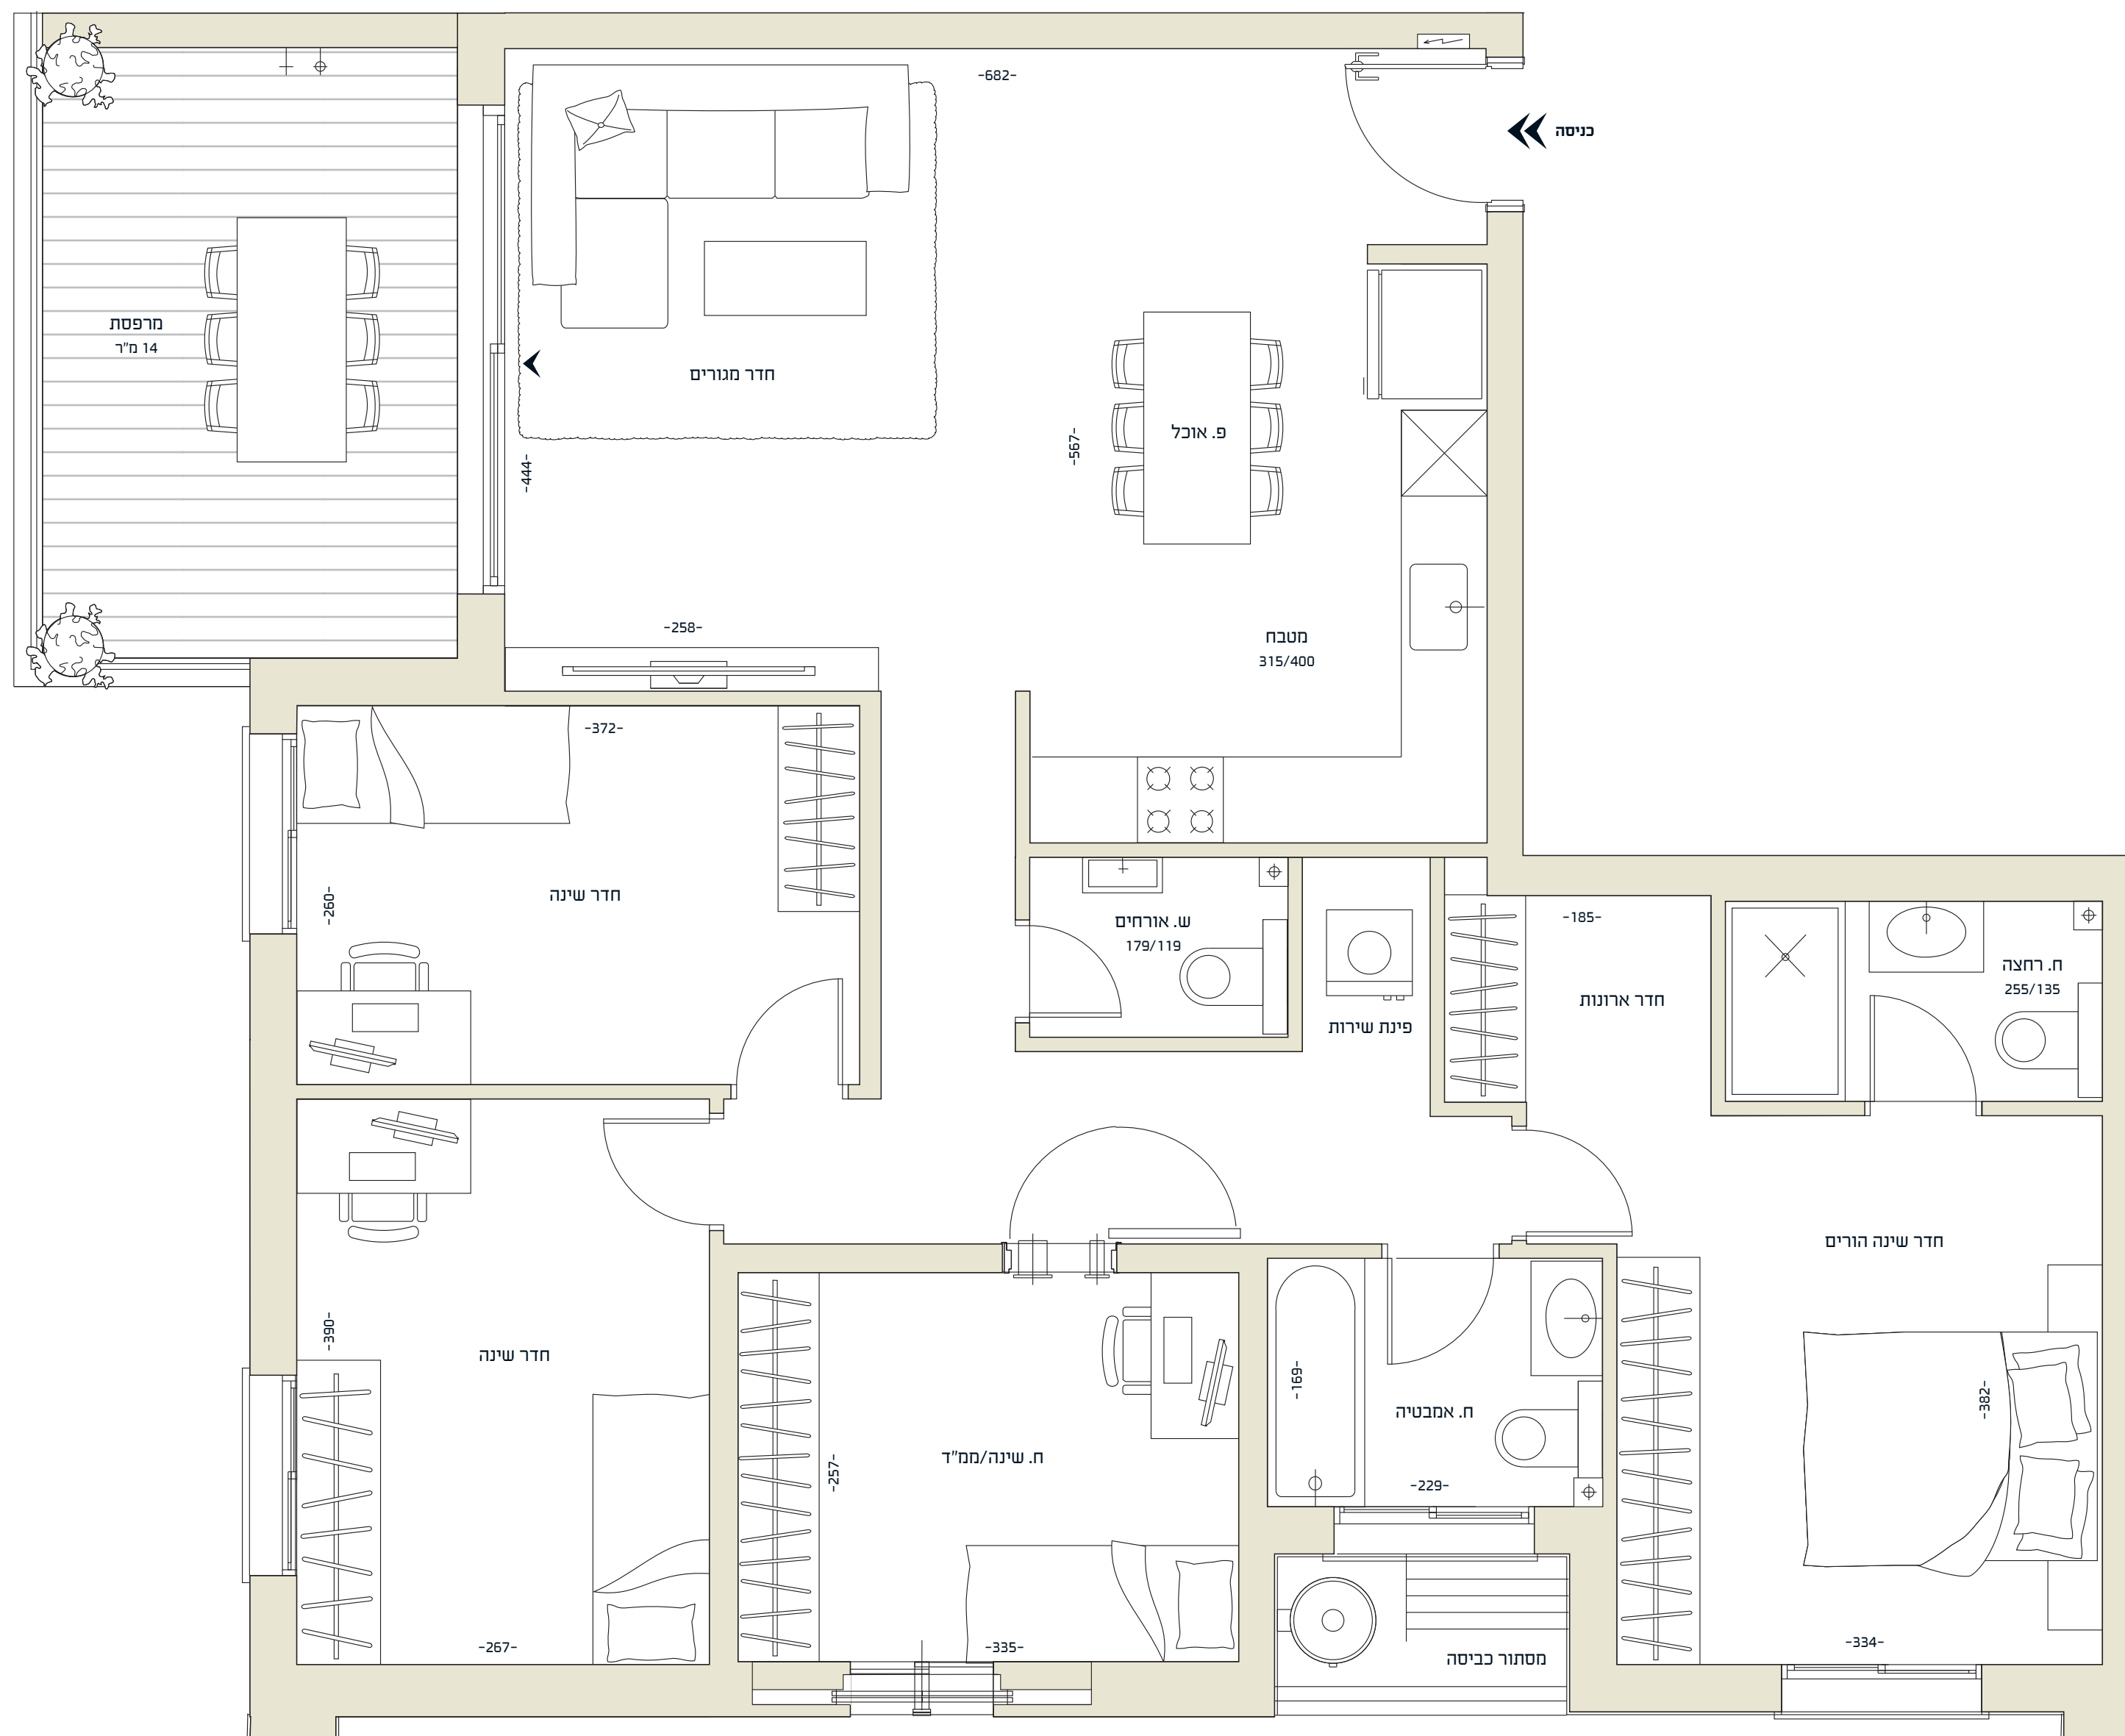 -682-
כניסה
מרפסת
14 מ"ר
חדר מגורים
-444-
-567-
פ. אוכל
-258-
מטבח
315/400
-372-
חדר שינה
-260-
ש. אורחים
179/119
פינת שירות
-185-
חדר ארונות
ח. רחצה
255/135
חדר שינה הורים
-390-
חדר שינה
-267-
ח. שינה/ממ"ד
-257-
-335-
-169-
ח. אמבטיה
-229-
מסתור כביסה
-382-
-334-